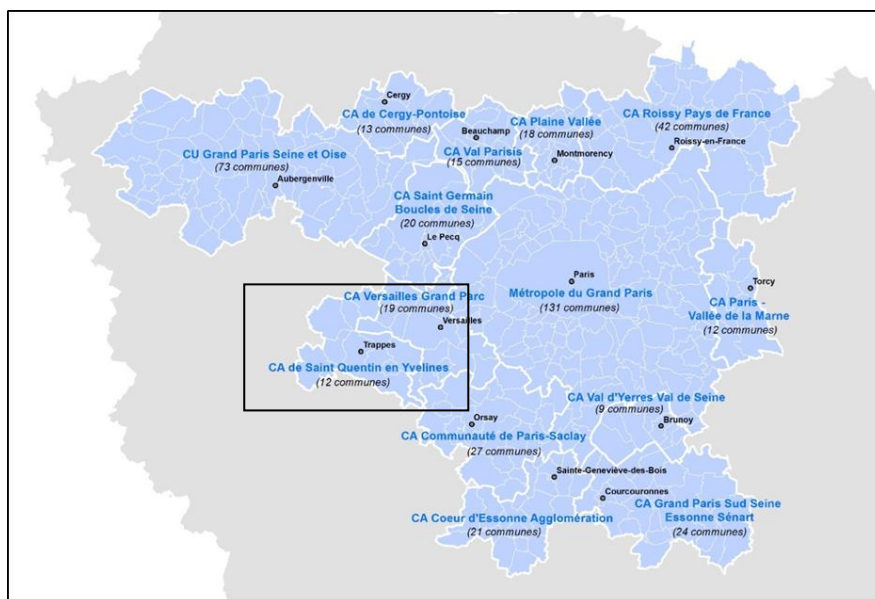 Cergy
CA de Cergy-Pontoise
(13 communes)
CA Plaine Vallée
(18 communes)
CA Roissy Pays de France
(42 communes)
Beauchamp
CA Val Parisis
(15 communes)
Montmorency
Roissy-en-France
CU Grand Paris Seine et Oise
(73 communes)
Aubergenville
CA Saint Germain
Boucles de Seine
(20 communes)
Le Pecq
Paris
Métropole du Grand Paris
(131 communes)
Torcy
CA Paris -
Vallée de la Marne
(12 communes)
CA Versailles Grand Parc
(19 communes)
Versailles
Trappes
CA de Saint Quentin en Yvelines
(12 communes)
CA Val d'Yerres Val de Seine
(9 communes)
Brunoy
Orsay
CA Communauté de Paris-Saclay
(27 communes)
Sainte-Geneviève-des-Bois
Courcouronnes
CA Coeur d'Essonne Agglomération
(21 communes)
CA Grand Paris Sud Seine
Essonne Sénart
(24 communes)